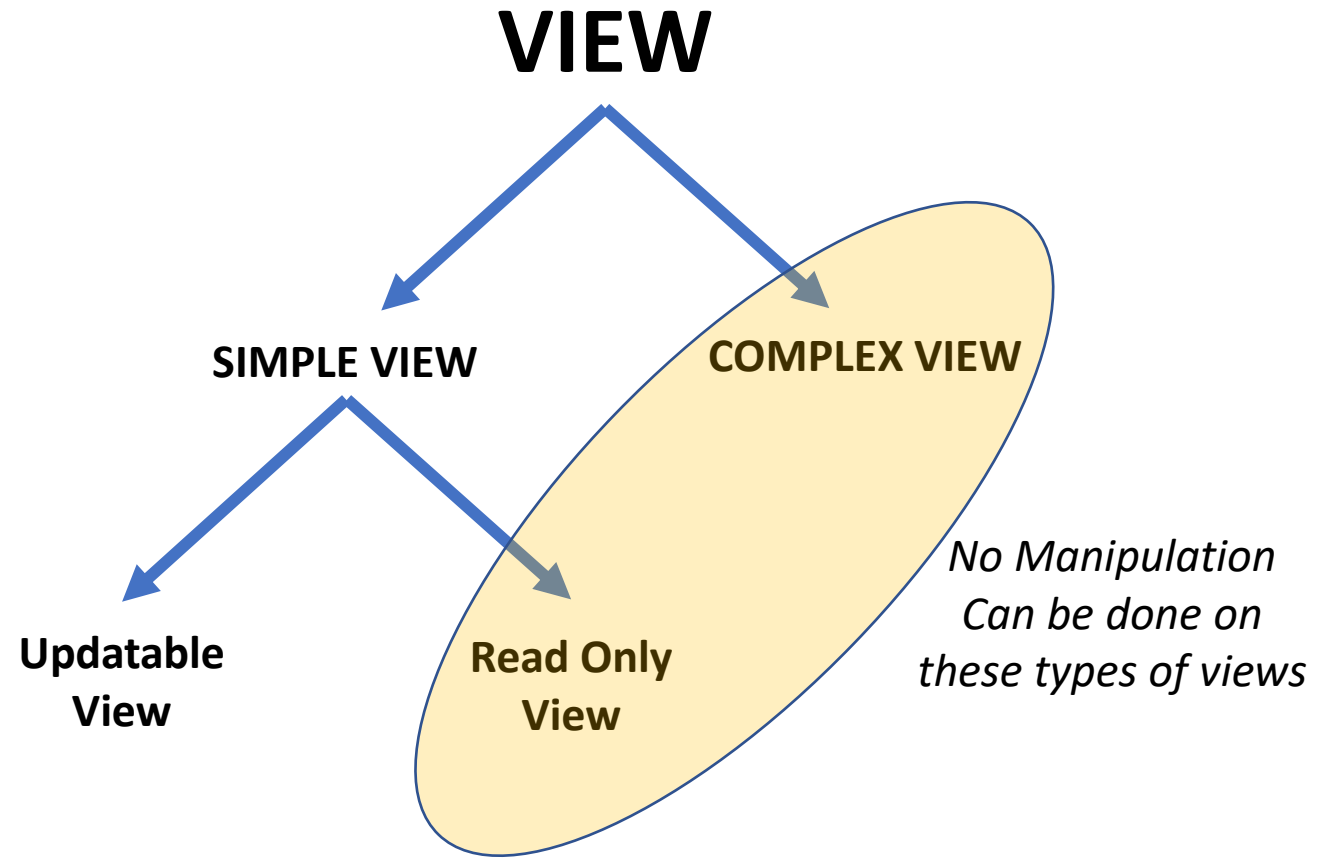 VIEW
SIMPLE VIEW
COMPLEX VIEW
Updatable
View
Read Only
View
No Manipulation
Can be done on
these types of views